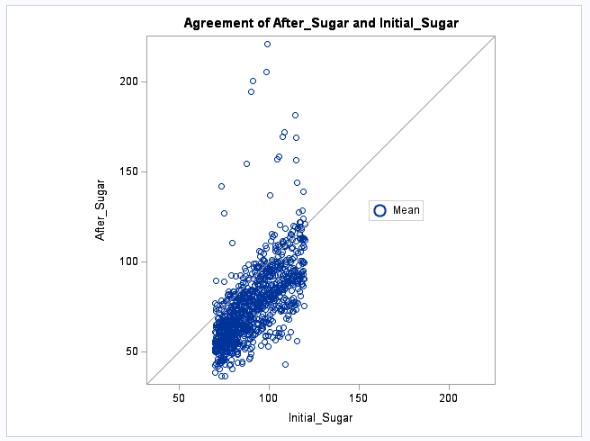 Agreement of After_Sugar and Initial_Sugar
200
150
100
50
After_Sugar
Mean
50
100
150
200
Initial_Sugar